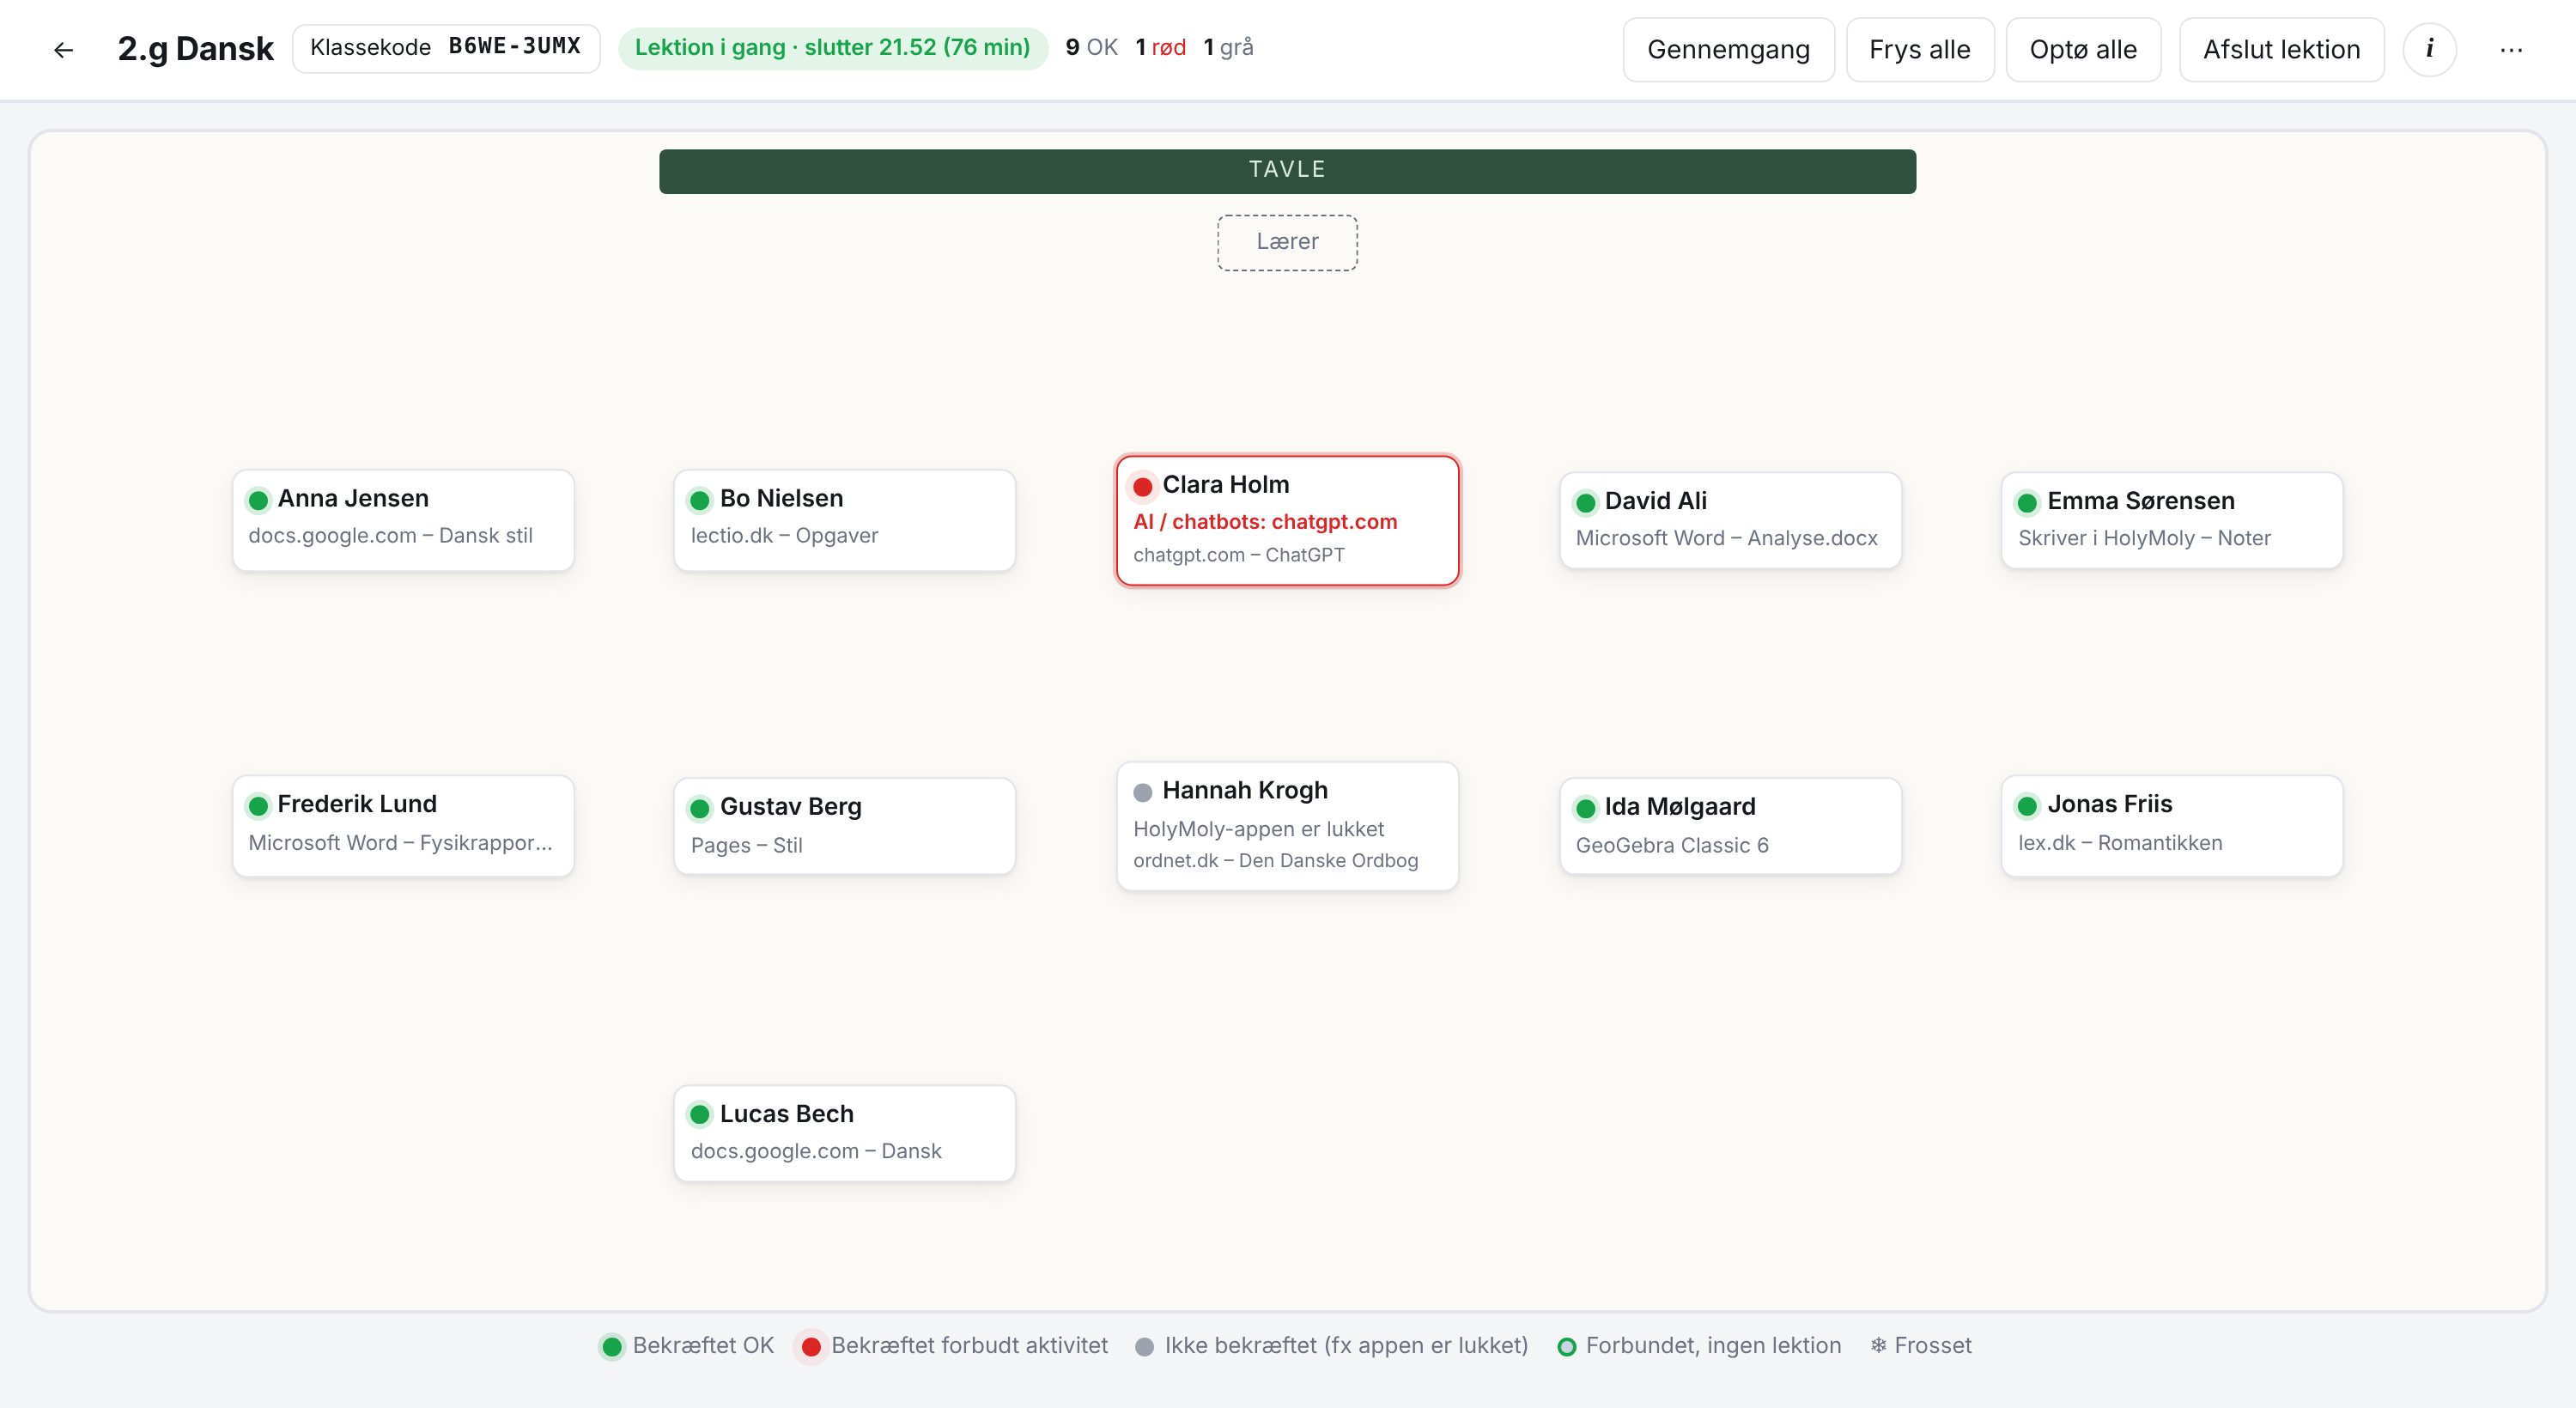 ← 2.g Dansk Klassekode B6WE-3UMX Lektion i gang · slutter 21.52 (76 min) 9 OK 1 rød 1 grå Gennemgang Frys alle Optø alle Afslut lektion i ···
TAVLE
Lærer
Anna Jensen
docs.google.com – Dansk stil
Bo Nielsen
lectio.dk – Opgaver
Clara Holm
AI / chatbots: chatgpt.com
chatgpt.com – ChatGPT
David Ali
Microsoft Word – Analyse.docx
Emma Sørensen
Skriver i HolyMoly – Noter
Frederik Lund
Microsoft Word – Fysikrappor...
Gustav Berg
Pages – Stil
Hannah Krogh
HolyMoly-appen er lukket
ordnet.dk – Den Danske Ordbog
Ida Mølgaard
GeoGebra Classic 6
Jonas Friis
lex.dk – Romantikken
Lucas Bech
docs.google.com – Dansk
Bekræftet OK Bekræftet forbudt aktivitet Ikke bekræftet (fx appen er lukket) Forbundet, ingen lektion ❄ Frosset